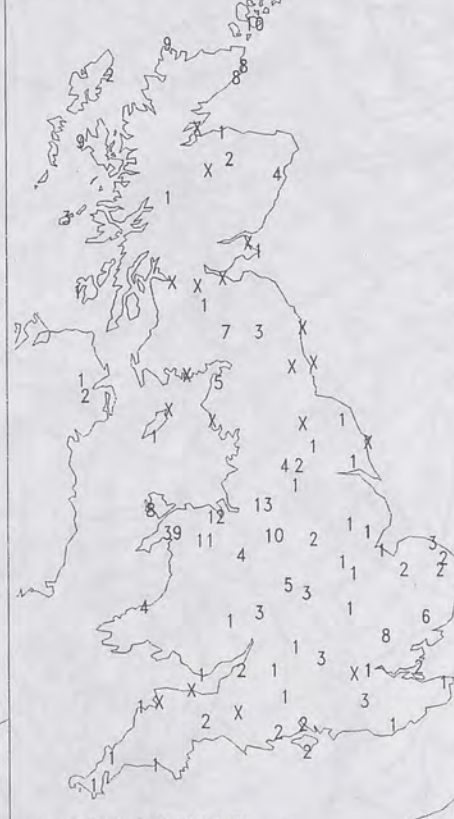 10
9
2 8
8
X 1
9 2
X 4
1
3
X
1
X X X
1
7 3 X
X X
1 X 5
2
X
X X 1
1 1 X
1
4 2
1
13
8 12
1
39 11 10 2 1
4 1 3
2
1 2 2
5 3 1
4 3 1 6
1
8
1 3
1 2 1 X 1
1
X
1 X 1 3
2 X 2
2 1
2
1 1
1